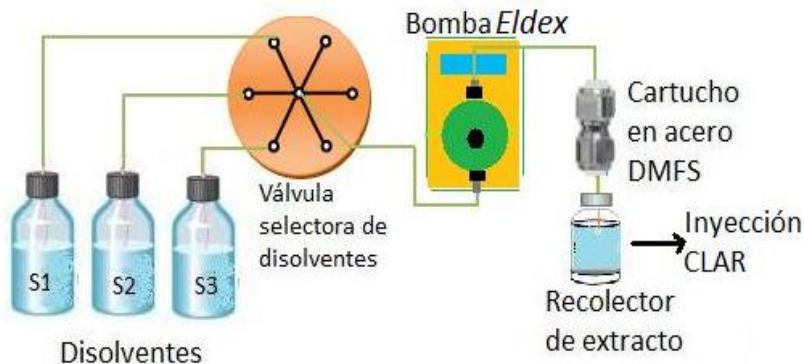 Bomba Eldex
Cartucho
en acero
DMFS
Válvula
selectora de
disolventes
S1
S2
S3
Inyección
CLAR
Recolector
de extracto
Disolventes